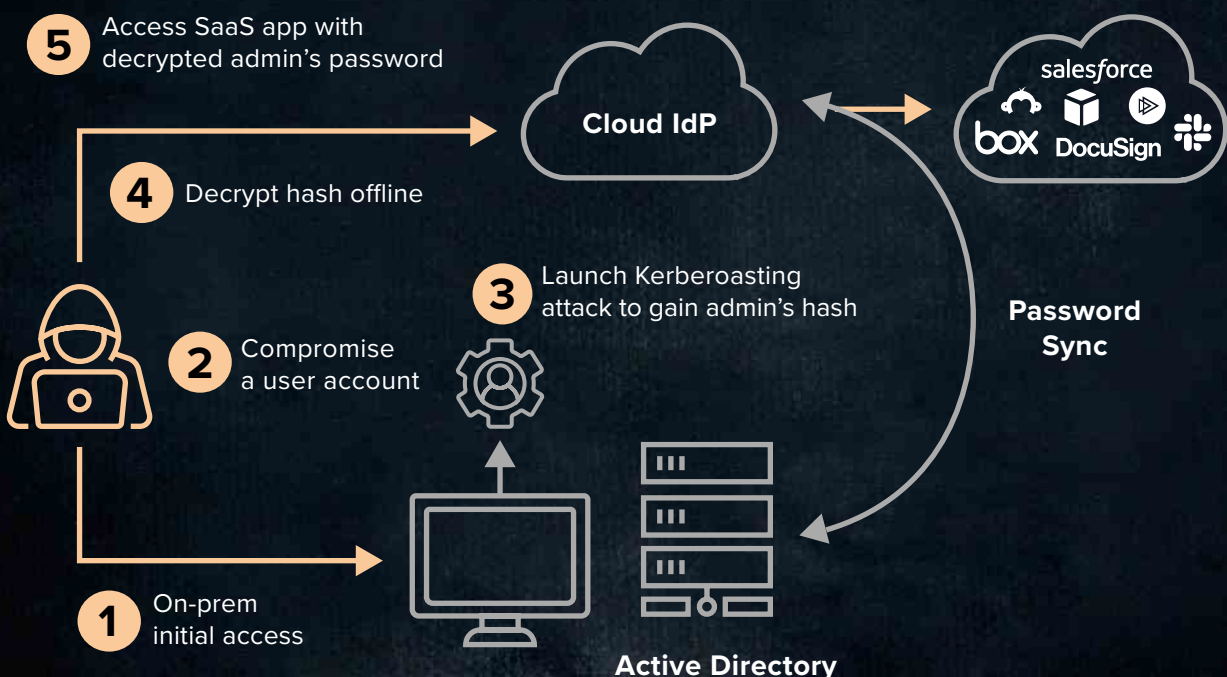 5
Access SaaS app with
decrypted admin’s password
Cloud IdP
salesforce
box
DocuSign
4
Decrypt hash offline
3
Launch Kerberoasting
attack to gain admin’s hash
2
Compromise
a user account
Password
Sync
1
On-prem
initial access
Active Directory